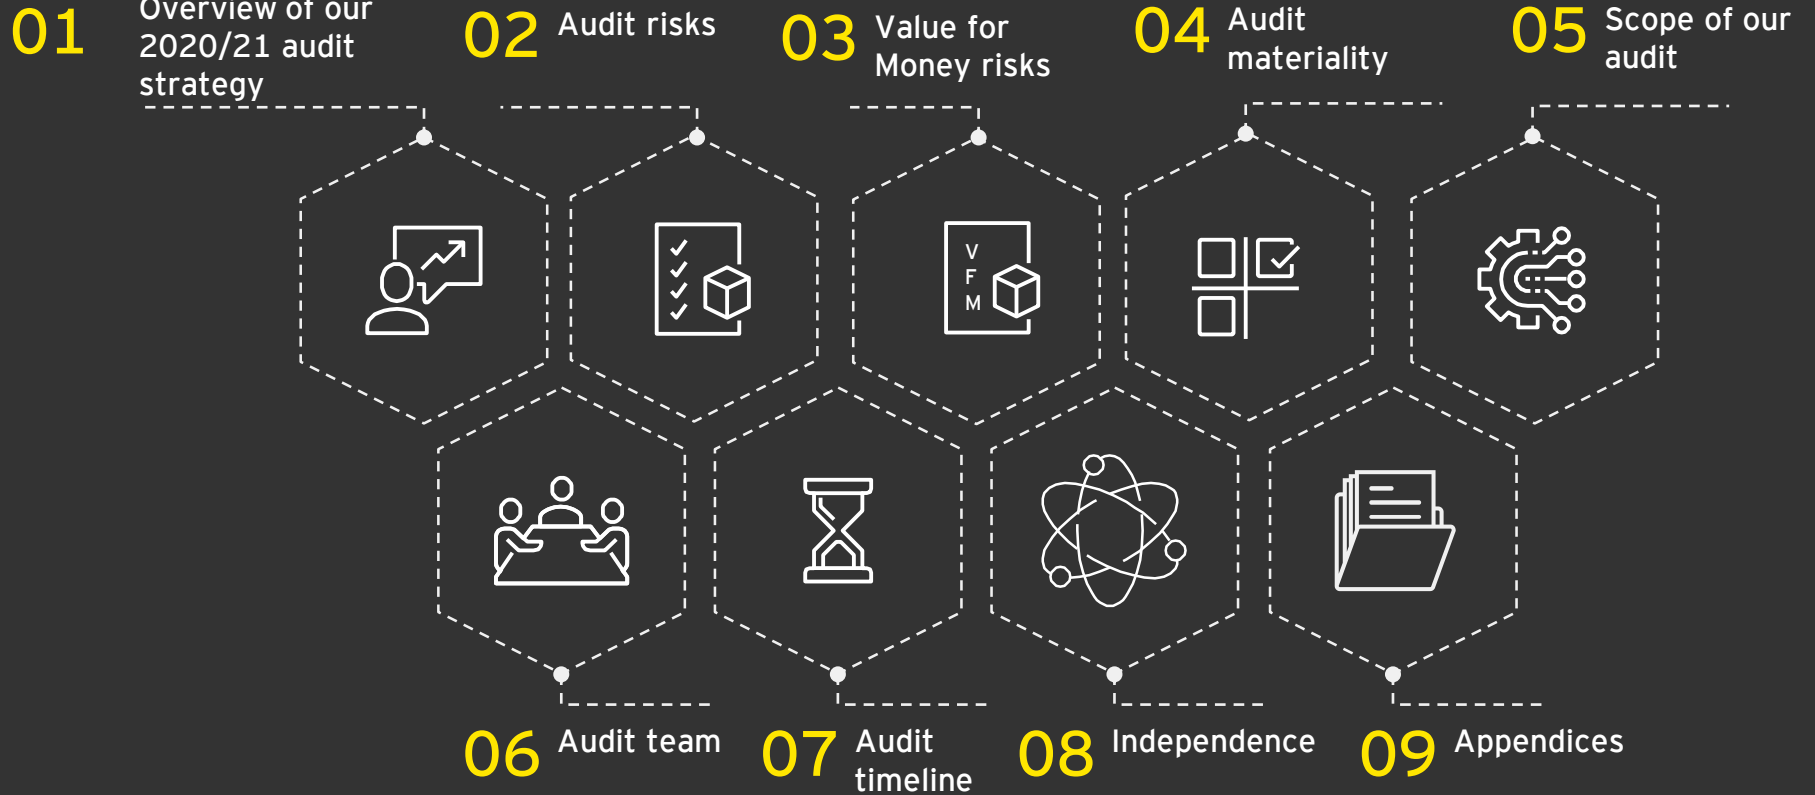 01
Overview of our
2020/21 audit
strategy
02
Audit risks
03
Value for
Money risks
04
Audit
materiality
05
Scope of our
audit
V
F
M
06
Audit team
07
Audit
timeline
08
Independence
09
Appendices